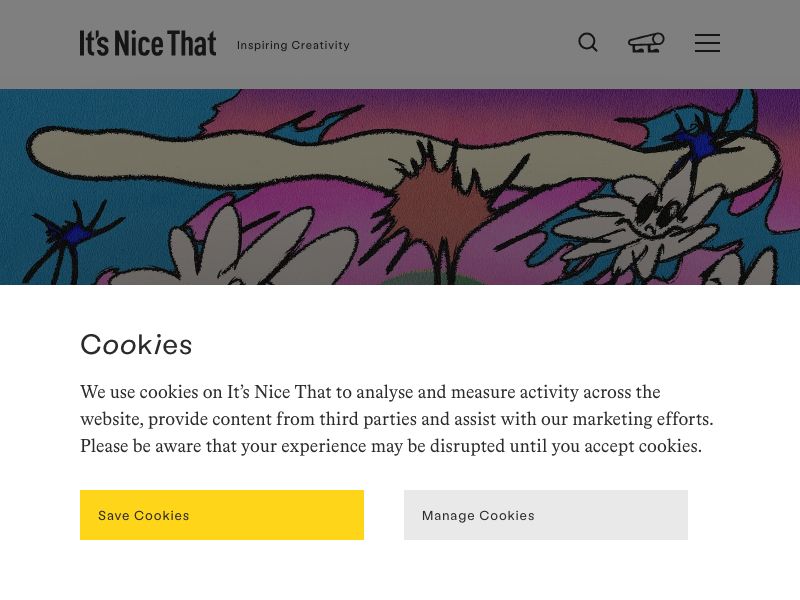 It's Nice That
Inspiring Creativity
Cookies
We use cookies on It’s Nice That to analyse and measure activity across the
website, provide content from third parties and assist with our marketing efforts.
Please be aware that your experience may be disrupted until you accept cookies.
Save Cookies
Manage Cookies